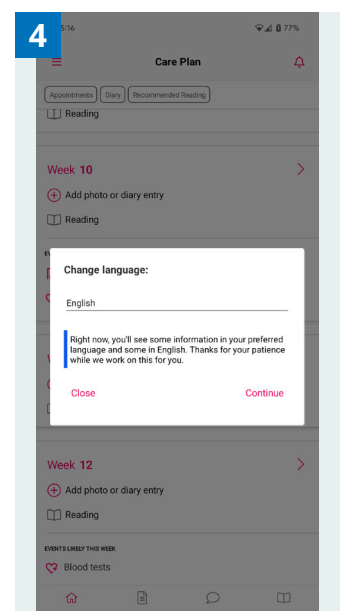 4
5:16
77%
Care Plan
Appointments Diary Recommended Reading
Reading
Week 10
Add photo or diary entry
Reading
Change language:
English
Right now, you'll see some information in your preferred
language and some in English. Thanks for your patience
while we work on this for you.
Close Continue
Week 12
Add photo or diary entry
Reading
EVENTS LIKELY THIS WEEK
Blood tests